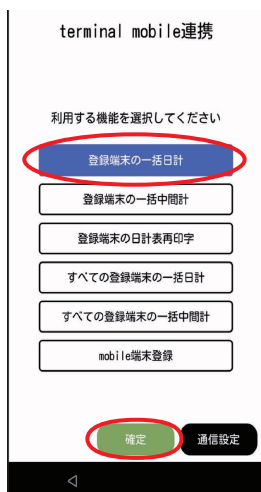 terminal mobile連携
利用する機能を選択してください
登録端末の一括日計
登録端末の一括中間計
登録端末の日計表再印字
すべての登録端末の一括日計
すべての登録端末の一括中間計
mobile端末登録
確定
通信設定